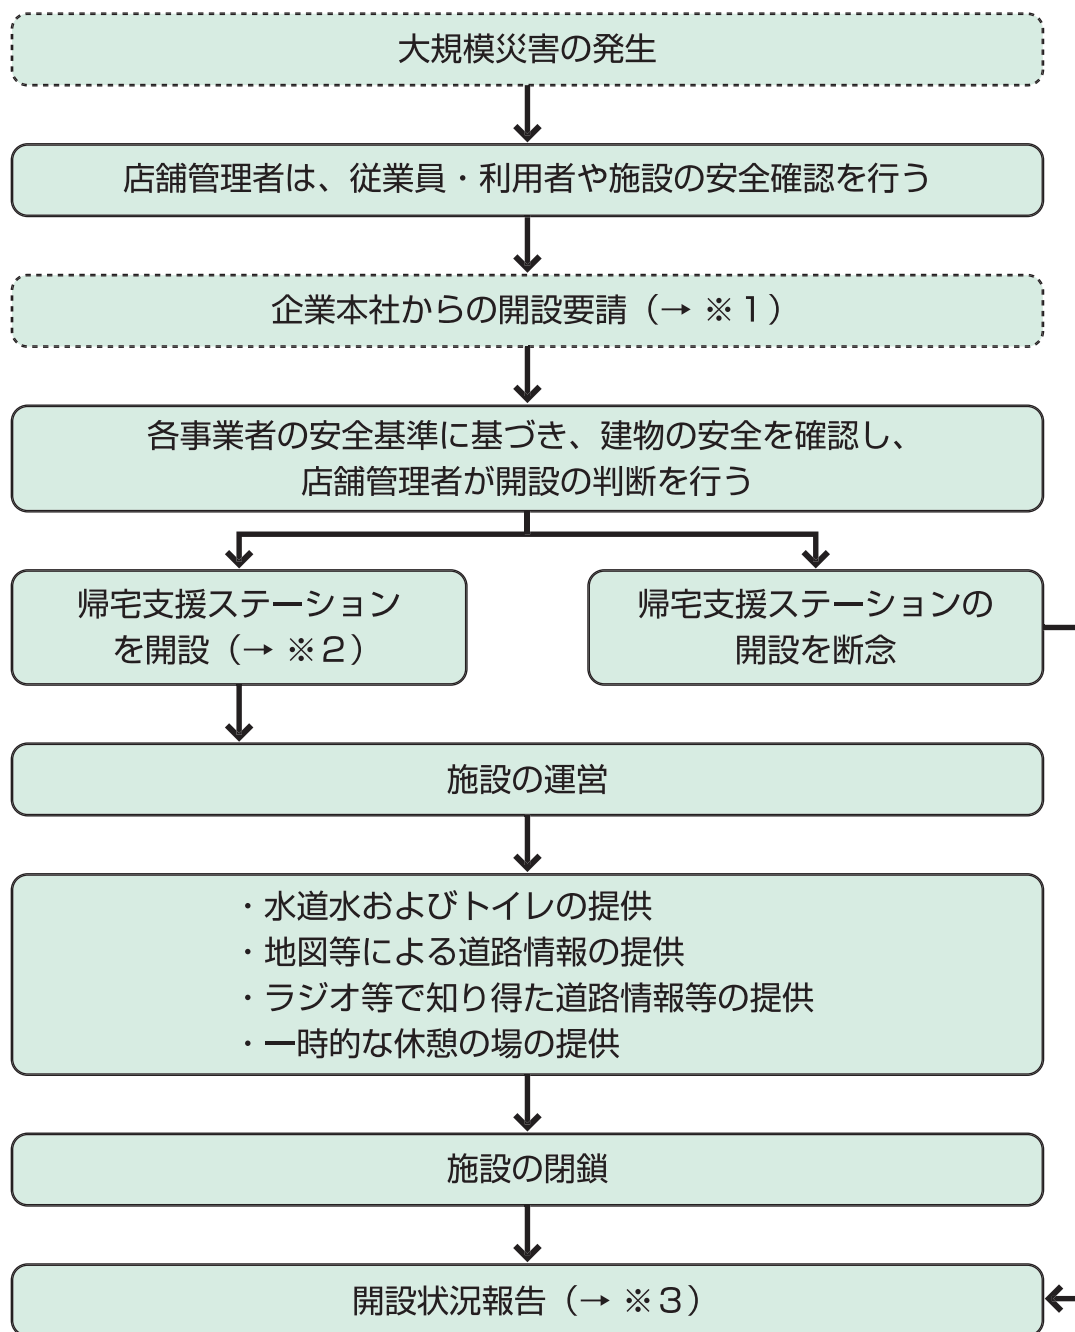 大規模災害の発生
店舗管理者は、従業員・利用者や施設の安全確認を行う
企業本社からの開設要請（→ ※１）
各事業者の安全基準に基づき、建物の安全を確認し、
店舗管理者が開設の判断を行う
帰宅支援ステーション
を開設（→ ※２）
帰宅支援ステーションの
開設を断念
施設の運営
・水道水およびトイレの提供
・地図等による道路情報の提供
・ラジオ等で知り得た道路情報等の提供
・一時的な休憩の場の提供
施設の閉鎖
開設状況報告（→ ※３）